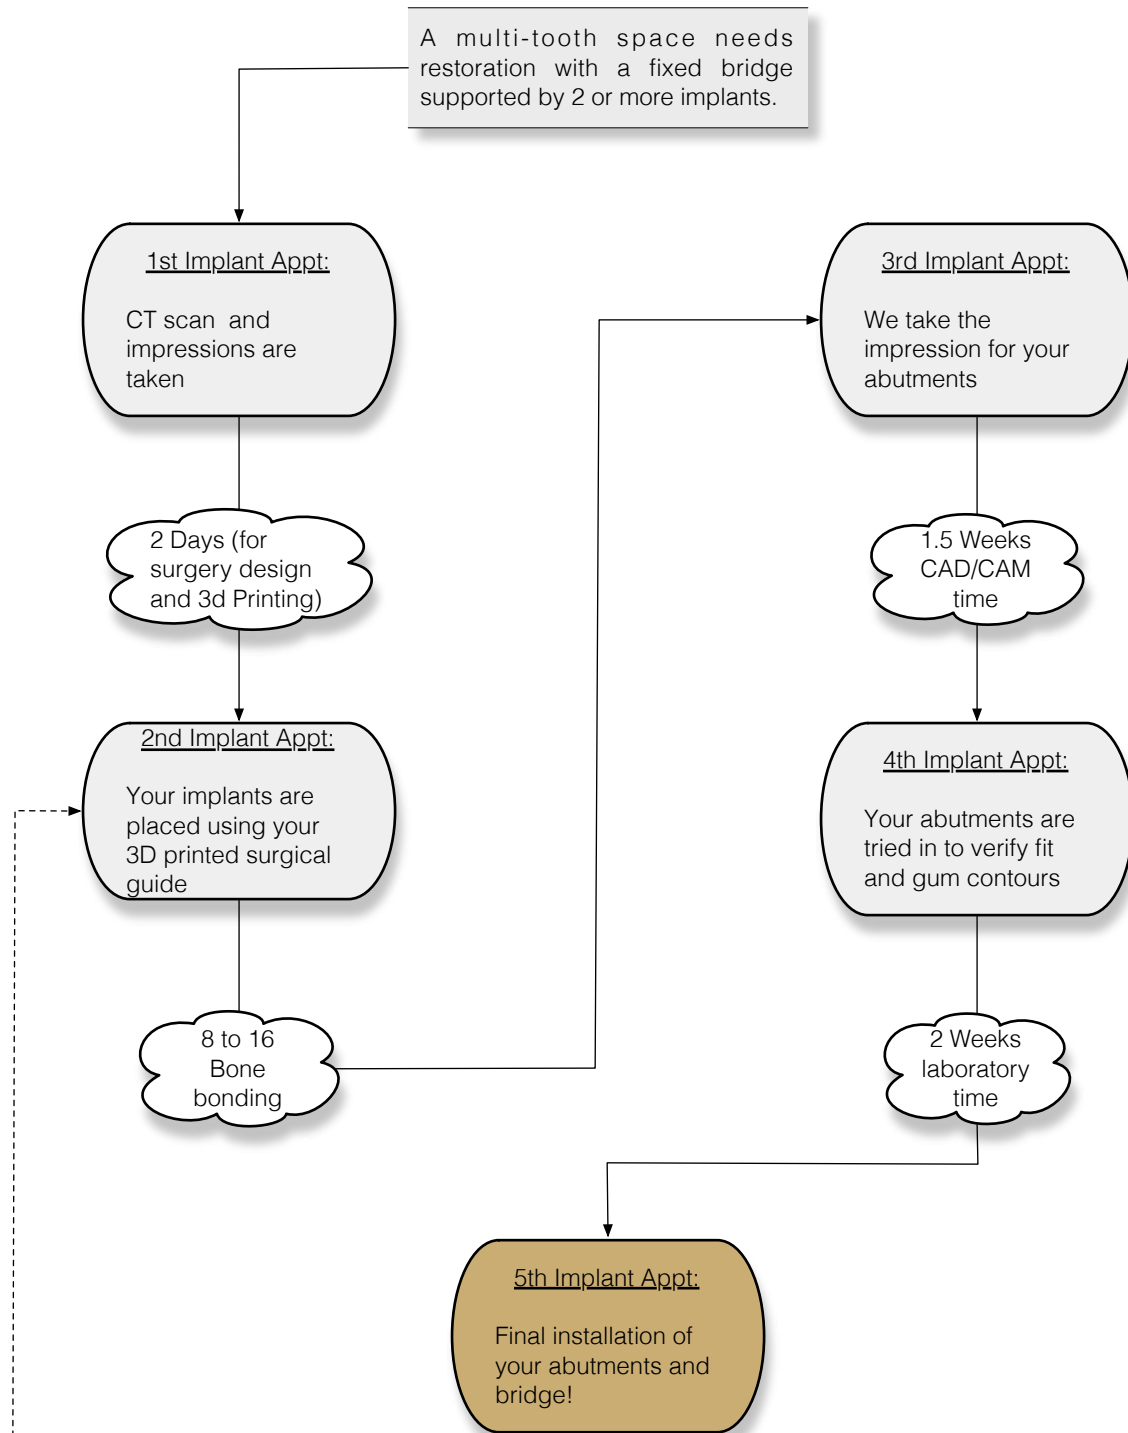 A multi-tooth space needs
restoration with a fixed bridge
supported by 2 or more implants.
1st Implant Appt:
CT scan and
impressions are
taken
2 Days (for
surgery design
and 3d Printing)
2nd Implant Appt:
Your implants are
placed using your
3D printed surgical
guide
8 to 16
Bone
bonding
3rd Implant Appt:
We take the
impression for your
abutments
1.5 Weeks
CAD/CAM
time
4th Implant Appt:
Your abutments are
tried in to verify fit
and gum contours
2 Weeks
laboratory
time
5th Implant Appt:
Final installation of
your abutments and
bridge!